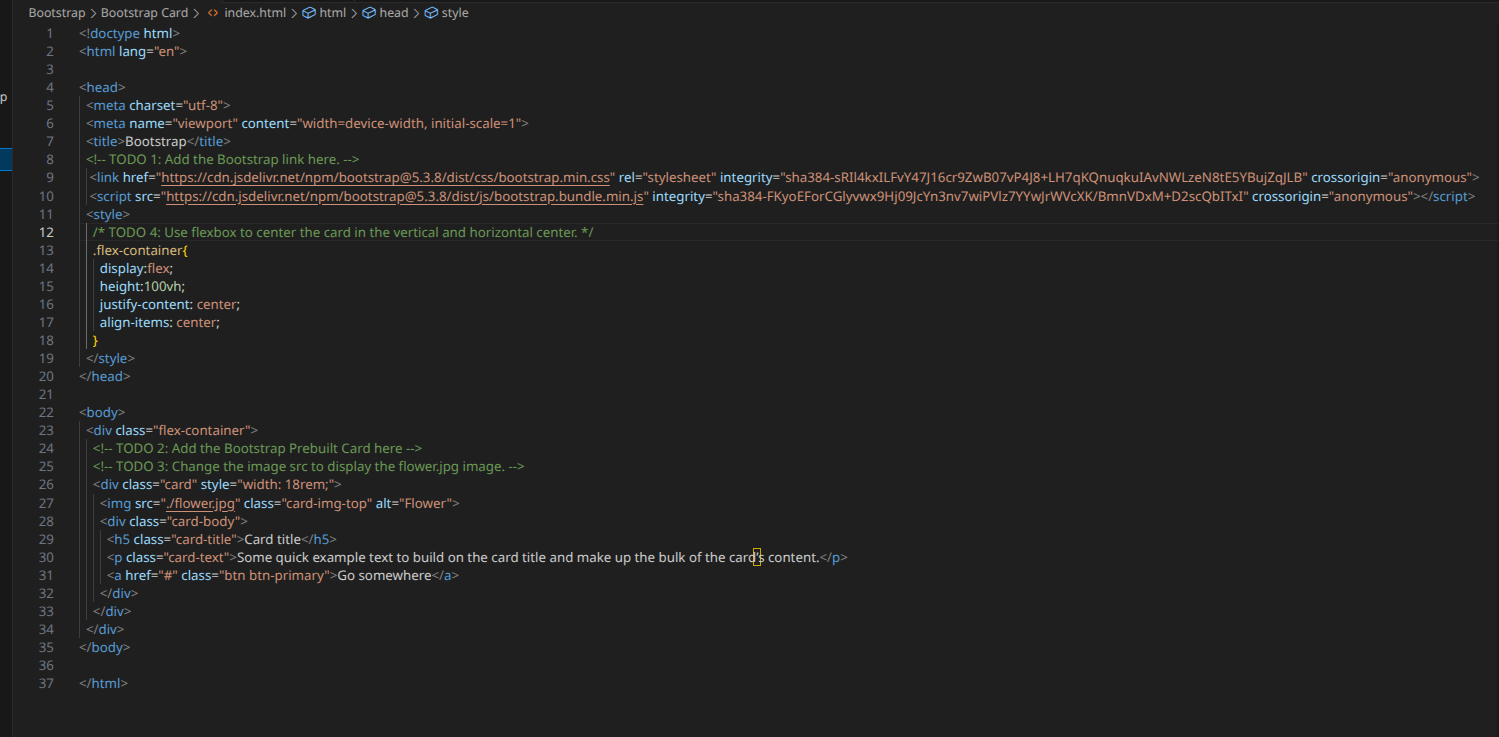 Bootstrap > Bootstrap Card > index.html > html > head > style
p
1 <!doctype html>
2 <html lang="en">
3
4 <head>
5 <meta charset="utf-8">
6 <meta name="viewport" content="width=device-width, initial-scale=1">
7 <title>Bootstrap</title>
8 <!-- TODO 1: Add the Bootstrap link here. -->
9 <link href="https://cdn.jsdelivr.net/npm/bootstrap@5.3.8/dist/css/bootstrap.min.css" rel="stylesheet" integrity="sha384-sRIl4kxILFvY47J16cr9ZwB07vP4J8+LH7qKQnuqkuIAvNWLzeN8tE5YBujZqJLB" crossorigin="anonymous">
10 <script src="https://cdn.jsdelivr.net/npm/bootstrap@5.3.8/dist/js/bootstrap.bundle.min.js" integrity="sha384-FKyoEForCGlyvwx9Hj09JcYn3nv7wiPVlz7YYwJrWVcXK/BmnVDxM+D2scQbITxI" crossorigin="anonymous"></script>
11 <style>
12 /* TODO 4: Use flexbox to center the card in the vertical and horizontal center. */
13 .flex-container{
14 display:flex;
15 height:100vh;
16 justify-content: center;
17 align-items: center;
18 }
19 </style>
20 </head>
21
22 <body>
23 <div class="flex-container">
24 <!-- TODO 2: Add the Bootstrap Prebuilt Card here -->
25 <!-- TODO 3: Change the image src to display the flower.jpg image. -->
26 <div class="card" style="width: 18rem;">
27 <img src="./flower.jpg" class="card-img-top" alt="Flower">
28 <div class="card-body">
29 <h5 class="card-title">Card title</h5>
30 <p class="card-text">Some quick example text to build on the card title and make up the bulk of the card’s content.</p>
31 <a href="#" class="btn btn-primary">Go somewhere</a>
32 </div>
33 </div>
34 </div>
35 </body>
36
37 </html>